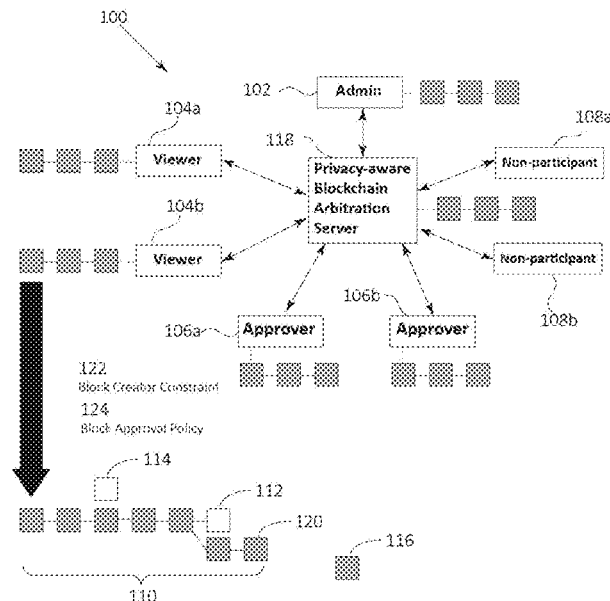 100
102
Admin
104a
118
108a
Viewer
Privacy-aware
Blockchain
Arbitration
Server
Non-participant
104b
Viewer
Non-participant
106b
106a
Approver
Approver
108b
122
Block Creator Constraint
124
Block Approval Policy
114
112
120
116
110